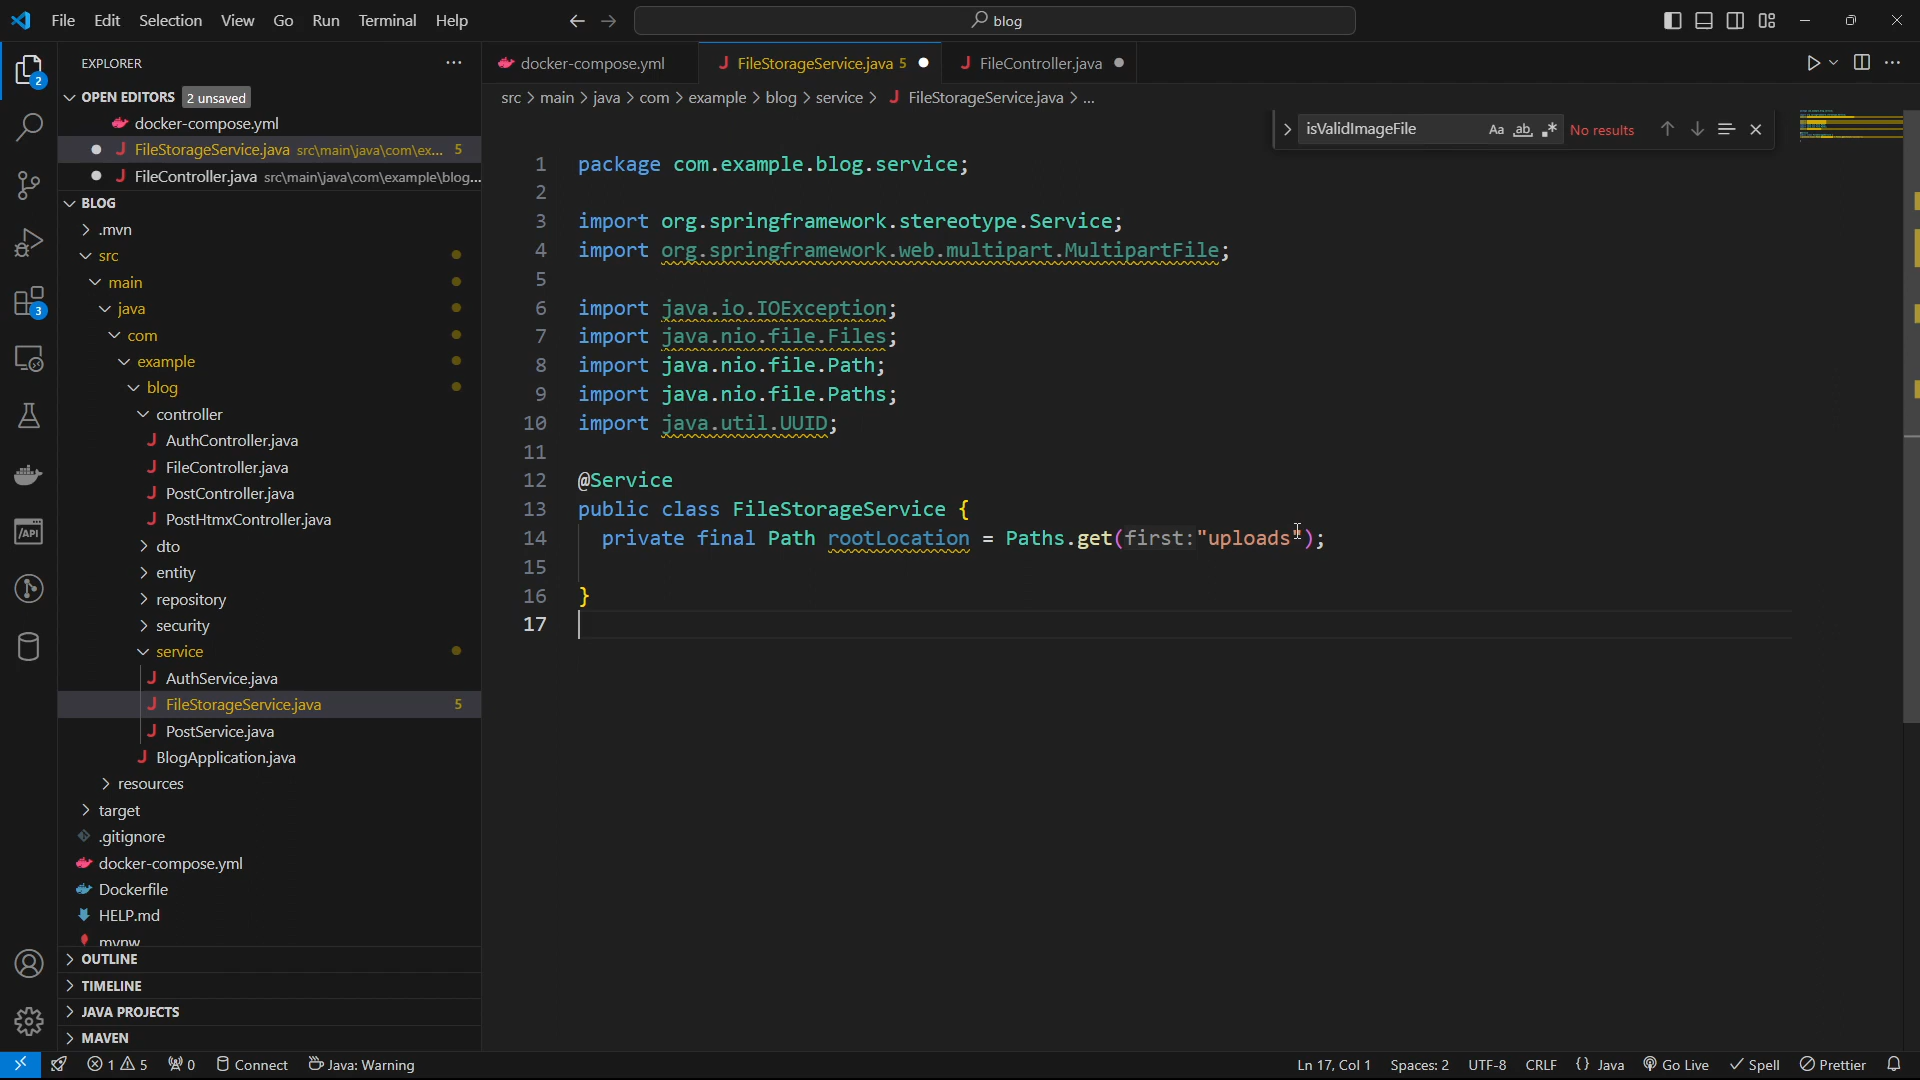 File Edit Selection View Go Run Terminal Help
blog
EXPLORER
OPEN EDITORS 2 unsaved
docker-compose.yml
FileStorageService.java src\main\java\com\ex... 5
FileController.java src\main\java\com\example\blog...
BLOG
.mvn
src
main
java
com
example
blog
controller
AuthController.java
FileController.java
PostController.java
PostHtmxController.java
dto
entity
repository
security
service
AuthService.java
FileStorageService.java 5
PostService.java
BlogApplication.java
resources
target
.gitignore
docker-compose.yml
Dockerfile
HELP.md
mvnw
OUTLINE
TIMELINE
JAVA PROJECTS
MAVEN
2
3
/API
docker-compose.yml
FileStorageService.java 5
FileController.java
src > main > java > com > example > blog > service > FileStorageService.java > ...
isValidImageFile Aa ab .* No results
1 package com.example.blog.service;
2
3 import org.springframework.stereotype.Service;
4 import org.springframework.web.multipart.MultipartFile;
5
6 import java.io.IOException;
7 import java.nio.file.Files;
8 import java.nio.file.Path;
9 import java.nio.file.Paths;
10 import java.util.UUID;
11
12 @Service
13 public class FileStorageService {
14 private final Path rootLocation = Paths.get(first:"uploads");
15
16 }
17
1 5 0 Connect Java: Warning
Ln 17, Col 1 Spaces: 2 UTF-8 CRLF {} Java Go Live Spell Prettier